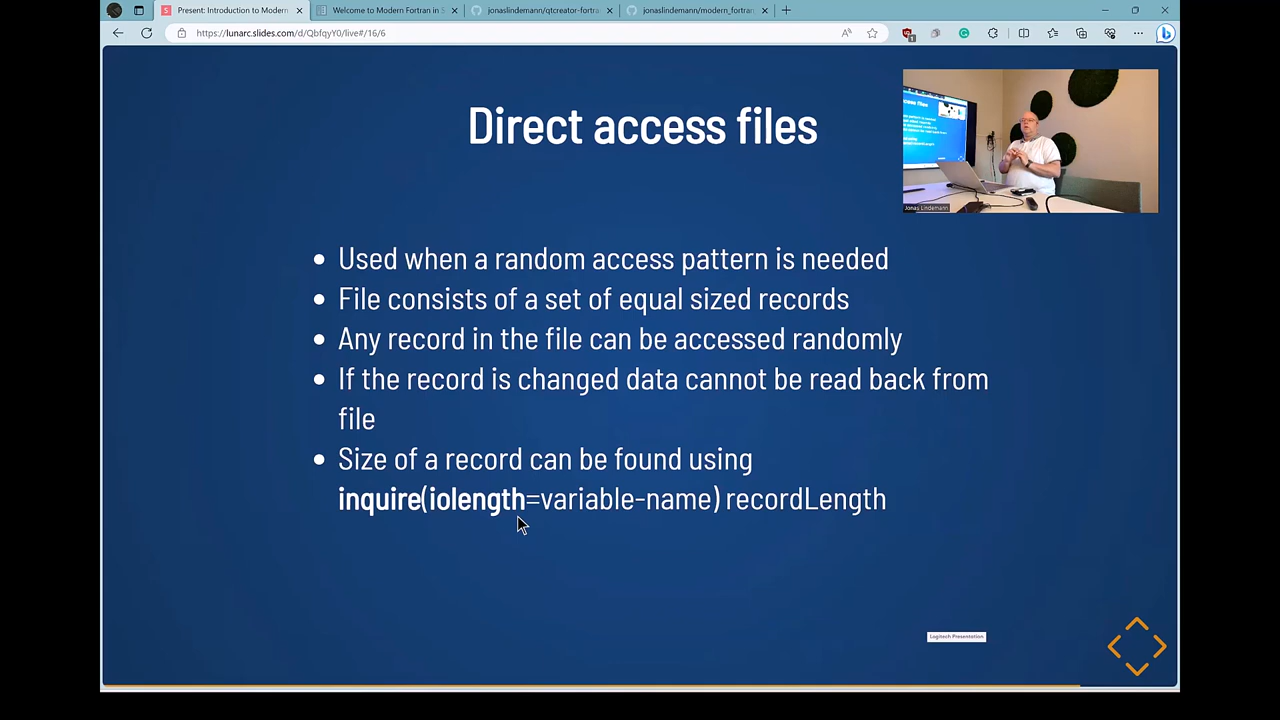 Present: Introduction to Modern
Welcome to Modern Fortran in S
jonaslindemann/qtcreator-fortra
jonaslindemann/modern_fortran
https://lunarc.slides.com/d/QbfqyY0/live#/16/6
Direct access files
Jonas Lindemann
Used when a random access pattern is needed
File consists of a set of equal sized records
Any record in the file can be accessed randomly
If the record is changed data cannot be read back from
file
Size of a record can be found using
inquire(iolength=variable-name) recordLength
Logitech Presentation